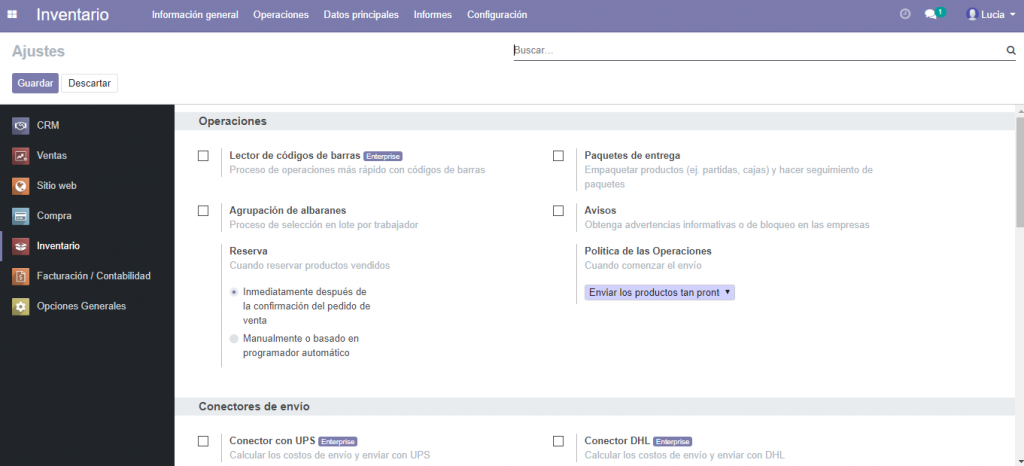 Inventario
Información general
Operaciones
Datos principales
Informes
Configuración
1
Lucia
Ajustes
Buscar...
Guardar
Descartar
CRM
Ventas
Sitio web
Compra
Inventario
Facturación / Contabilidad
Opciones Generales
Operaciones
Lector de códigos de barras Enterprise
Proceso de operaciones más rápido con códigos de barras
Paquetes de entrega
Empaquetar productos (ej. partidas, cajas) y hacer seguimiento de
paquetes
Agrupación de albaranes
Proceso de selección en lote por trabajador
Avisos
Obtenga advertencias informativas o de bloqueo en las empresas
Reserva
Cuando reservar productos vendidos
Inmediatamente después de
la confirmación del pedido de
venta
Manualmente o basado en
programador automático
Política de las Operaciones
Cuando comenzar el envío
Enviar los productos tan pront
Conectores de envío
Conector con UPS Enterprise
Calcular los costos de envío y enviar con UPS
Conector DHL Enterprise
Calcular los costos de envío y enviar con DHL